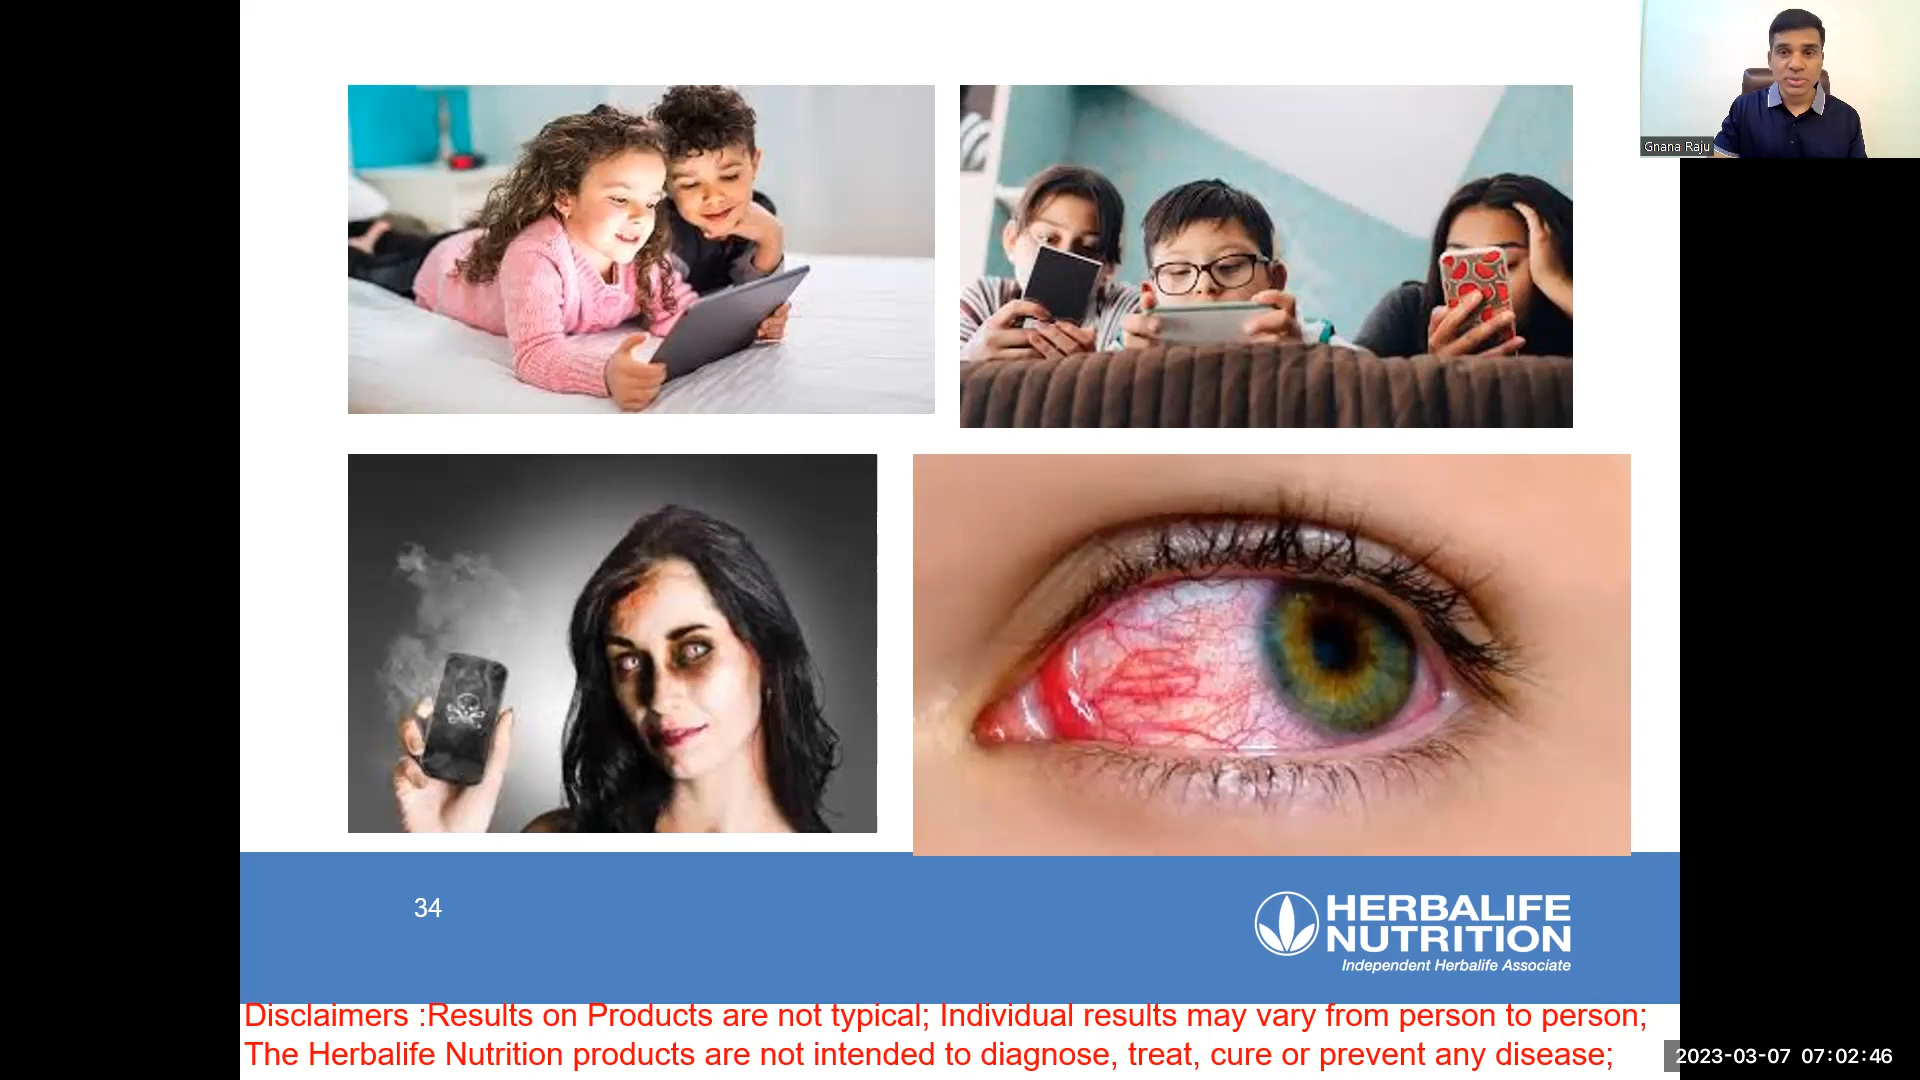 Gnana Raju
34
HERBALIFE
NUTRITION
Independent Herbalife Associate
Disclaimers :Results on Products are not typical; Individual results may vary from person to person;
The Herbalife Nutrition products are not intended to diagnose, treat, cure or prevent any disease;
2023-03-07 07:02:46